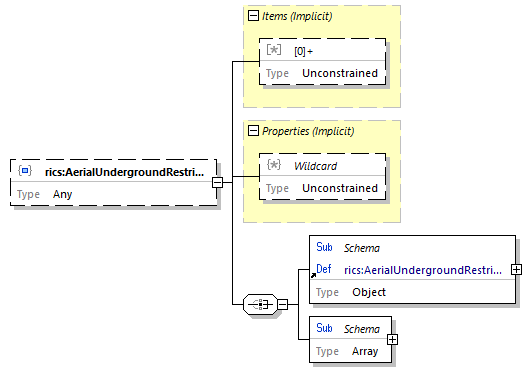 Items (Implicit)
[0]+
Type Unconstrained
Properties (Implicit)
Wildcard
Type Unconstrained
rics:AerialUndergroundRestri...
Type Any
Sub Schema
Def rics:AerialUndergroundRestri...
Type Object
Sub Schema
Type Array